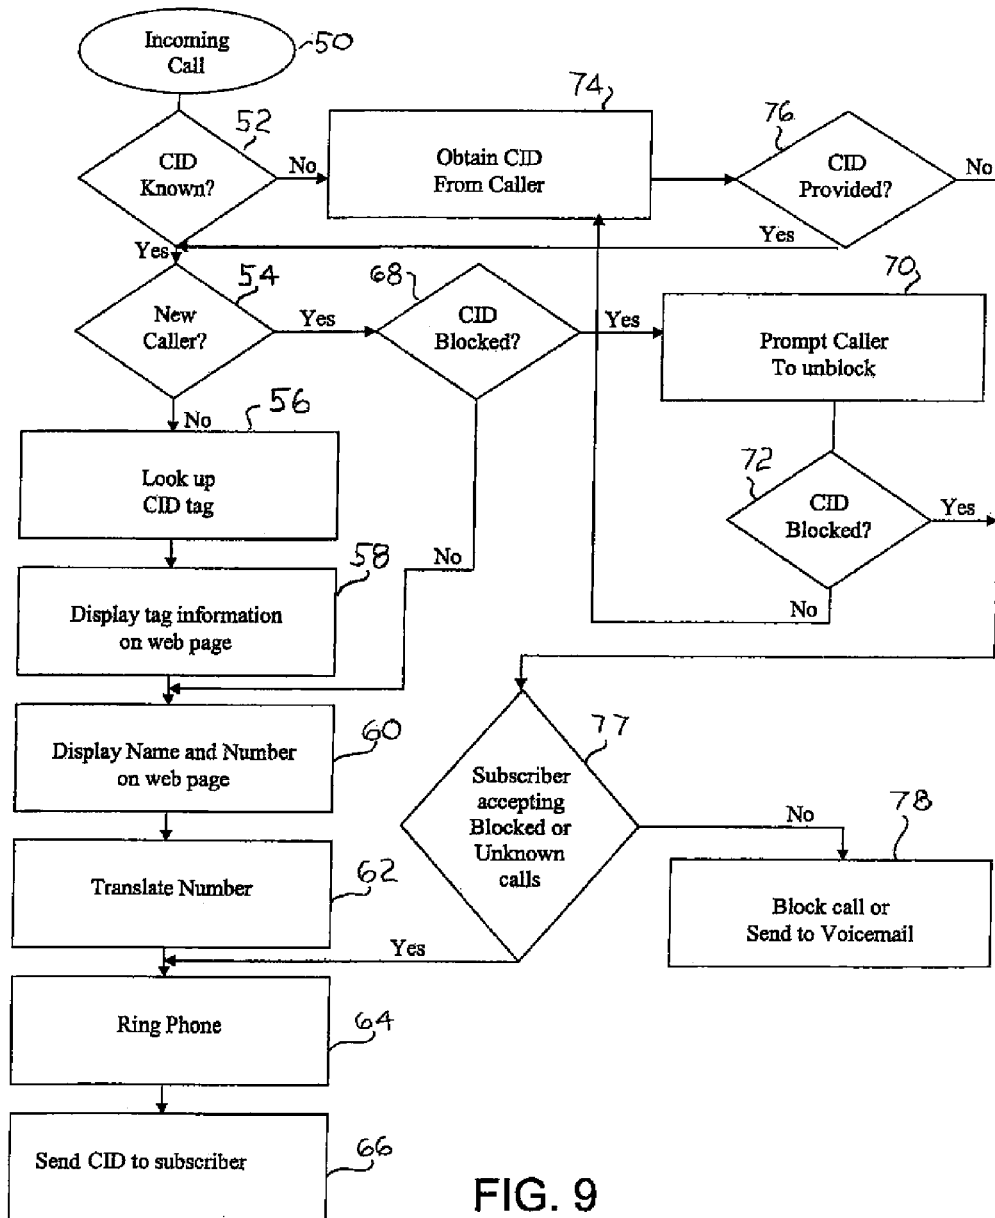 Incoming
Call
50
74
76
52
CID
Known?
No
Obtain CID
From Caller
CID
Provided?
No
Yes
Yes
54
68
70
New
Caller?
Yes
CID
Blocked?
Yes
Prompt Caller
To unblock
No
56
Look up
CID tag
72
CID
Blocked?
Yes
No
58
No
Display tag information
on web page
60
Display Name and Number
on web page
77
Subscriber
accepting
Blocked or
Unknown
calls
No
78
62
Translate Number
Block call or
Send to Voicemail
Yes
64
Ring Phone
66
Send CID to subscriber
FIG. 9